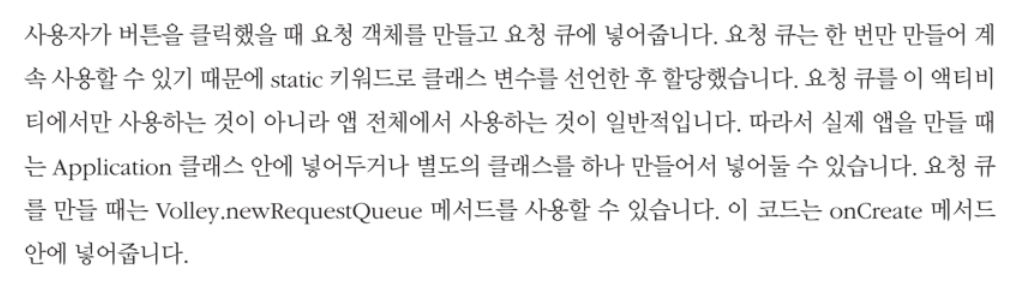 사용자가 버튼을 클릭했을 때 요청 객체를 만들고 요청 큐에 넣어줍니다. 요청 큐는 한 번만 만들어 계
속 사용할 수 있기 때문에 static 키워드로 클래스 변수를 선언한 후 할당했습니다. 요청 큐를 이 액티비
티에서만 사용하는 것이 아니라 앱 전체에서 사용하는 것이 일반적입니다. 따라서 실제 앱을 만들 때
는 Application 클래스 안에 넣어두거나 별도의 클래스를 하나 만들어서 넣어둘 수 있습니다. 요청 큐
를 만들 때는 Volley.newRequestQueue 메서드를 사용할 수 있습니다. 이 코드는 onCreate 메서드
안에 넣어줍니다.